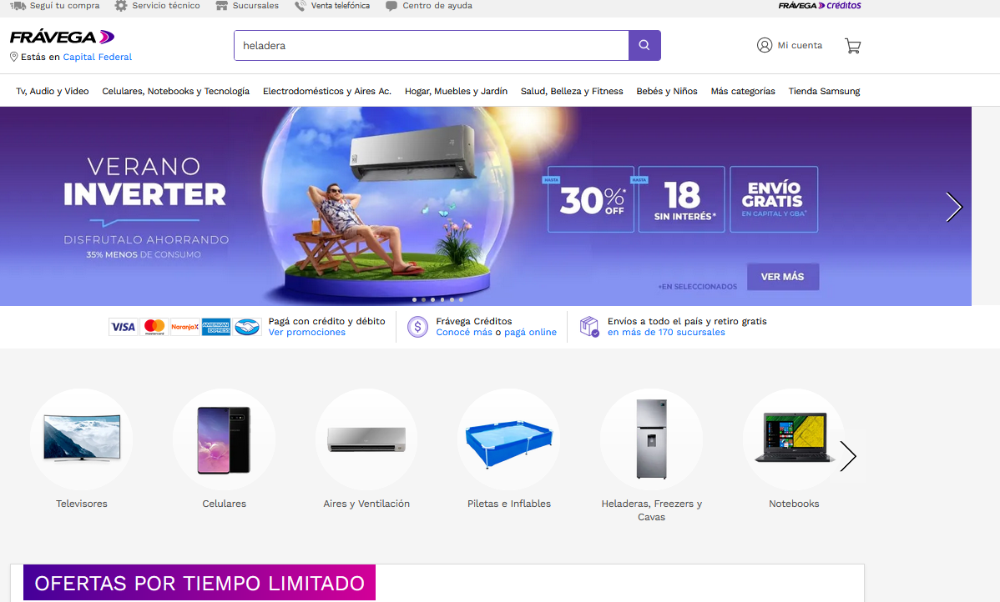 Seguí tu compra
Servicio técnico
Sucursales
Venta telefónica
Centro de ayuda
FRÁVEGA créditos
FRÁVEGA
Estás en Capital Federal
heladera
Mi cuenta
Tv, Audio y Video
Celulares, Notebooks y Tecnología
Electrodomésticos y Aires Ac.
Hogar, Muebles y Jardín
Salud, Belleza y Fitness
Bebés y Niños
Más categorías
Tienda Samsung
VERANO
INVERTER
DISFRUTALO AHORRANDO
35% MENOS DE CONSUMO
HASTA
30%*
OFF
HASTA
18
SIN INTERÉS*
ENVÍO
GRATIS
EN CAPITAL Y GBA*
*EN SELECCIONADOS
VER MÁS
VISA
mastercard
Naranja X
AMERICAN
EXPRESS
Pagá con crédito y débito
Ver promociones
Frávega Créditos
Conocé más o pagá online
Envíos a todo el país y retiro gratis
en más de 170 sucursales
Televisores
Celulares
Aires y Ventilación
Piletas e Inflables
Heladeras, Freezers y
Cavas
Notebooks
OFERTAS POR TIEMPO LIMITADO